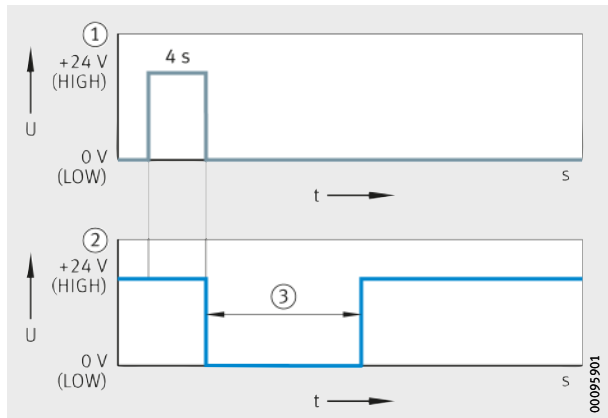 ①
+24 V
(HIGH)
4 s
U
0 V
(LOW)
s
t
②
+24 V
(HIGH)
③
U
0 V
(LOW)
s
t
00095901